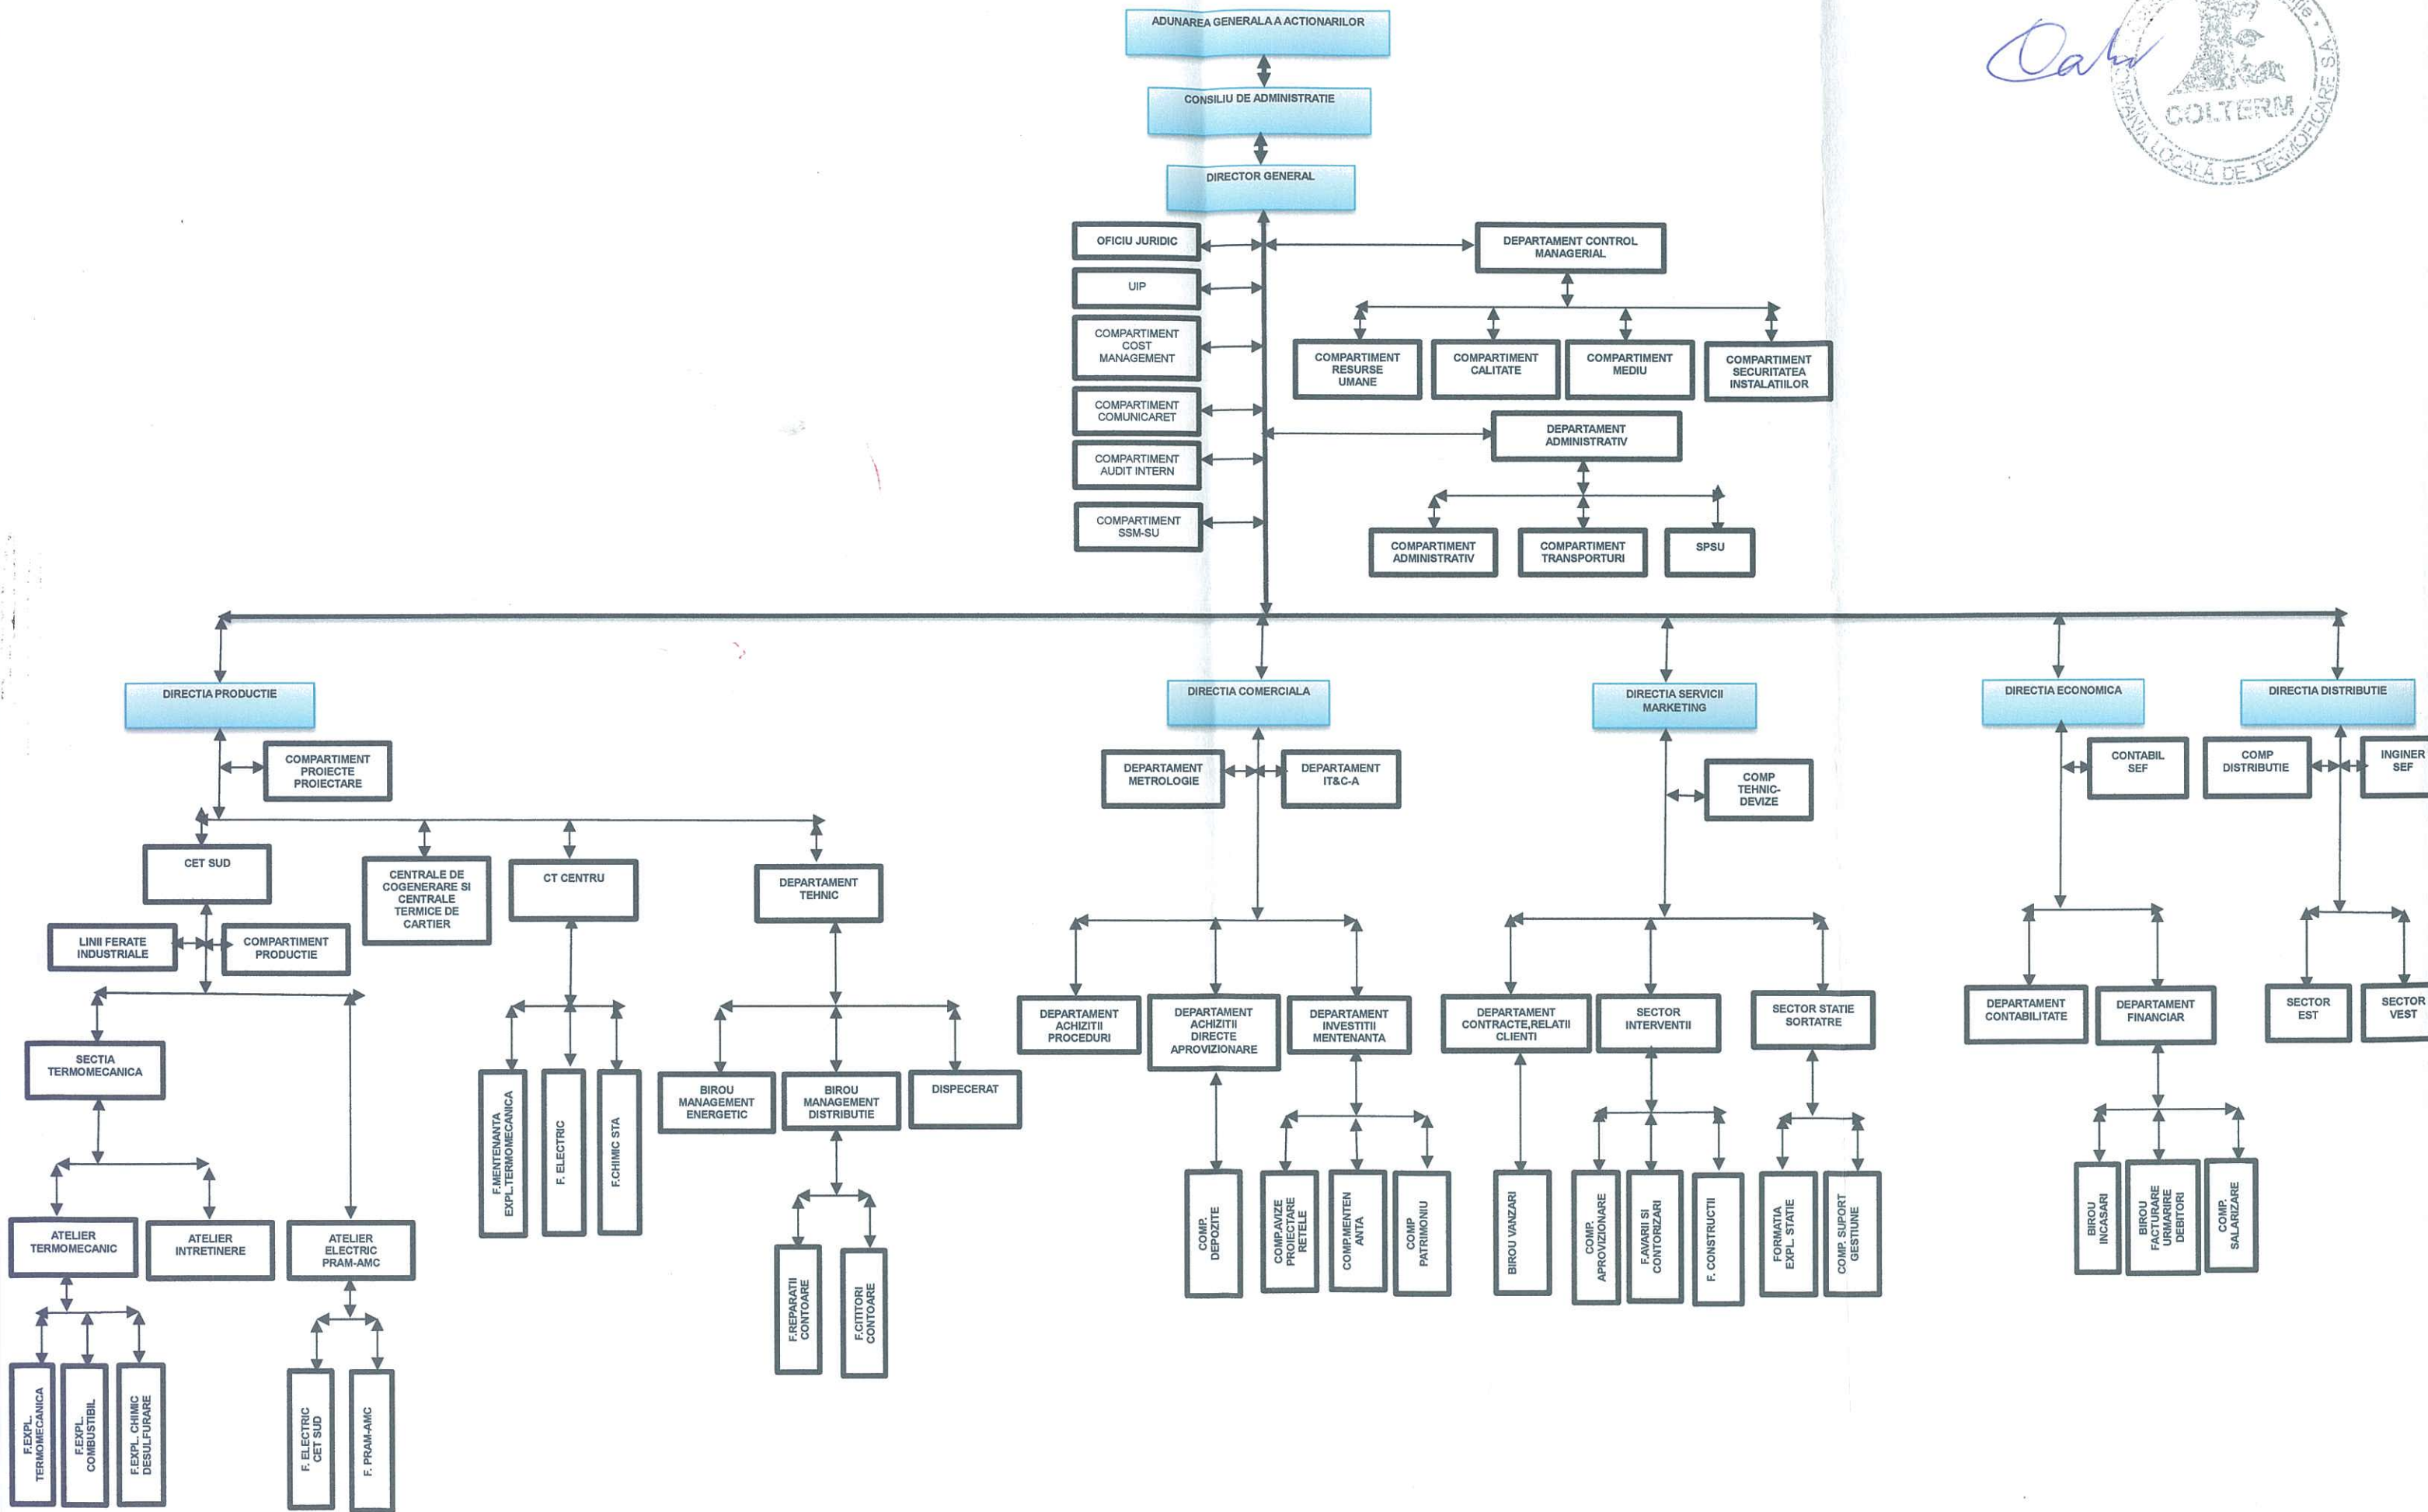 ADUNAREA GENERALA A ACTIONARILOR
CONSILIU DE ADMINISTRATIE
DIRECTOR GENERAL
COLTERM
COMPANIA LOCALĂ DE TERMOFICARE S.A.
OFICIU JURIDIC
UIP
COMPARTIMENT
COST
MANAGEMENT
COMPARTIMENT
COMUNICARET
COMPARTIMENT
AUDIT INTERN
COMPARTIMENT
SSM-SU
DEPARTAMENT CONTROL
MANAGERIAL
COMPARTIMENT
RESURSE
UMANE
COMPARTIMENT
CALITATE
COMPARTIMENT
MEDIU
COMPARTIMENT
SECURITATEA
INSTALATIILOR
DEPARTAMENT
ADMINISTRATIV
COMPARTIMENT
ADMINISTRATIV
COMPARTIMENT
TRANSPORTURI
SPSU
DIRECTIA PRODUCTIE
COMPARTIMENT
PROIECTE
PROIECTARE
CET SUD
CENTRALE DE
COGENERARE SI
CENTRALE
TERMICE DE
CARTIER
CT CENTRU
DEPARTAMENT
TEHNIC
LINII FERATE
INDUSTRIALE
COMPARTIMENT
PRODUCTIE
SECTIA
TERMOMECANICA
ATELIER
TERMOMECANIC
ATELIER
INTRETINERE
ATELIER
ELECTRIC
PRAM-AMC
F.EXPL.
TERMOMECANICA
F.EXPL.
COMBUSTIBIL
F.EXPL. CHIMIC
DESULFURARE
F. ELECTRIC
CET SUD
F. PRAM-AMC
F.MENTENANTA
EXPL.TERMOMECANICA
F. ELECTRIC
F.CHIMIC STA
BIROU
MANAGEMENT
ENERGETIC
BIROU
MANAGEMENT
DISTRIBUTIE
DISPECERAT
F.REPARATII
CONTOARE
F.CITITORI
CONTOARE
DIRECTIA COMERCIALA
DEPARTAMENT
METROLOGIE
DEPARTAMENT
IT&C-A
DEPARTAMENT
ACHIZITII
PROCEDURI
DEPARTAMENT
ACHIZITII
DIRECTE
APROVIZIONARE
DEPARTAMENT
INVESTITII
MENTENANTA
COMP.
DEPOZITE
COMP.AVIZE
PROIECTARE
RETELE
COMP.MENTEN
ANTA
COMP
PATRIMONIU
DIRECTIA SERVICII
MARKETING
COMP
TEHNIC-
DEVIZE
DEPARTAMENT
CONTRACTE,RELATII
CLIENTI
SECTOR
INTERVENTII
SECTOR STATIE
SORTATRE
BIROU VANZARI
COMP.
APROVIZIONARE
F.AVARII SI
CONTORIZARI
F. CONSTRUCTII
FORMATIA
EXPL. STATIE
COMP. SUPORT
GESTIUNE
DIRECTIA ECONOMICA
CONTABIL
SEF
DEPARTAMENT
CONTABILITATE
DEPARTAMENT
FINANCIAR
BIROU
INCASARI
BIROU
FACTURARE
URMARIRE
DEBITORI
COMP.
SALARIZARE
DIRECTIA DISTRIBUTIE
COMP
DISTRIBUTIE
INGINER
SEF
SECTOR
EST
SECTOR
VEST